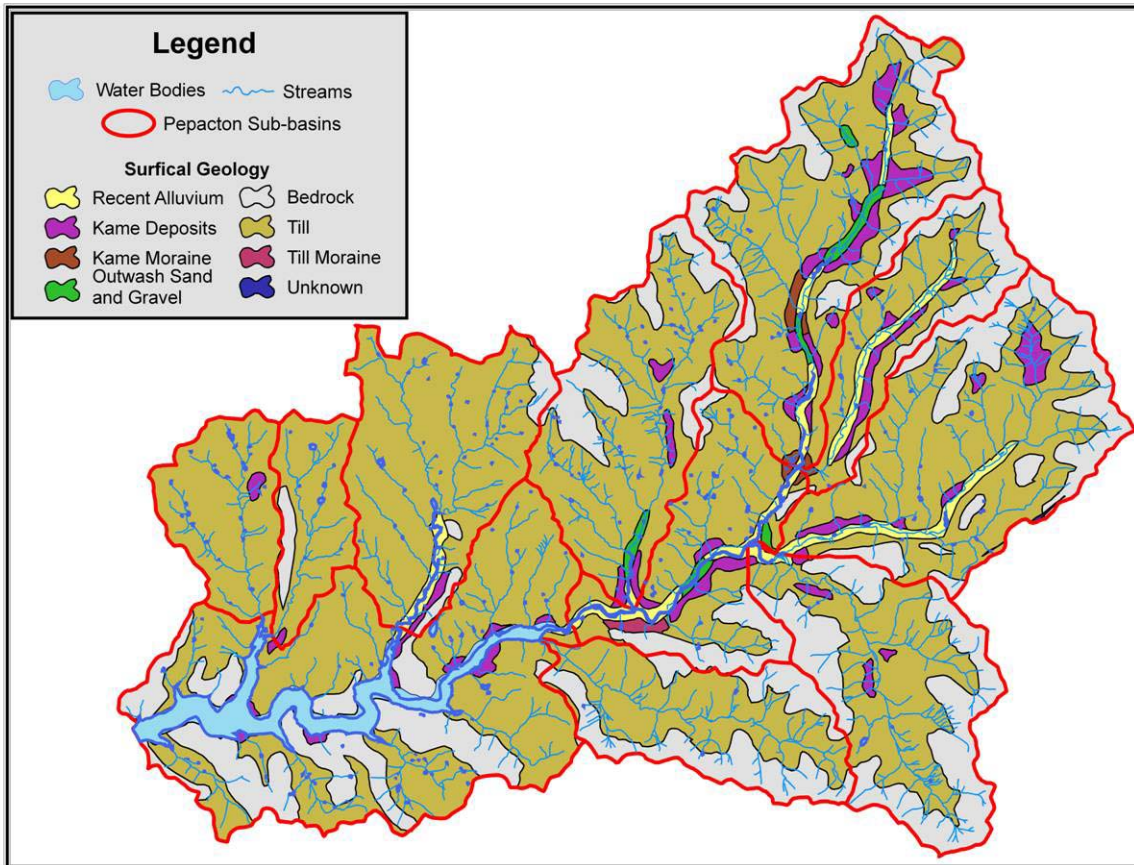 Legend
Water Bodies
Streams
Pepacton Sub-basins
Surfical Geology
Recent Alluvium
Bedrock
Kame Deposits
Till
Kame Moraine
Till Moraine
Outwash Sand
and Gravel
Unknown